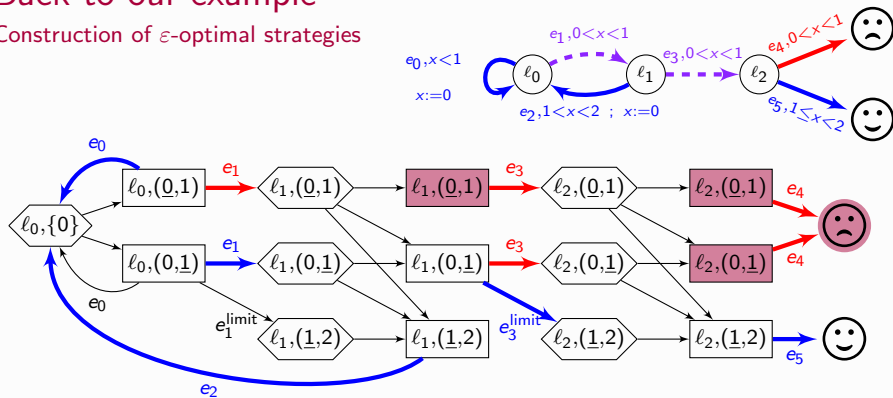 Back to our example
Construction of ε-optimal strategies
e₀, x<1
x:=0
ℓ₀
e₁, 0<x<1
ℓ₁
e₂, 1<x<2 ; x:=0
e₃, 0<x<1
ℓ₂
e₄, 0<x<1
e₅, 1≤x<2
e₀
ℓ₀,(0̲,1)
e₁
ℓ₁,(0̲,1)
ℓ₁,(0̲,1)
e₃
ℓ₂,(0̲,1)
ℓ₂,(0̲,1)
e₄
ℓ₀,{0}
ℓ₀,(0,1̲)
e₁
ℓ₁,(0,1̲)
ℓ₁,(0,1̲)
e₃
ℓ₂,(0,1̲)
ℓ₂,(0,1̲)
e₄
e₀
e₁^limit
ℓ₁,(1̲,2)
ℓ₁,(1̲,2)
e₃^limit
ℓ₂,(1̲,2)
ℓ₂,(1̲,2)
e₅
e₂